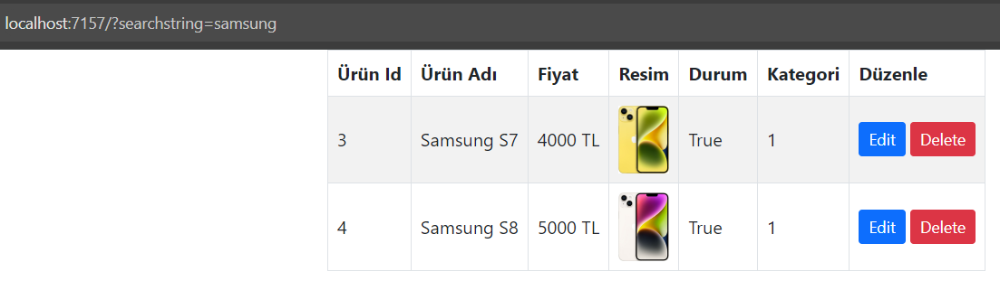 localhost:7157/?searchstring=samsung
Ürün Id Ürün Adı Fiyat Resim Durum Kategori Düzenle
3 Samsung S7 4000 TL True 1 Edit Delete
4 Samsung S8 5000 TL True 1 Edit Delete